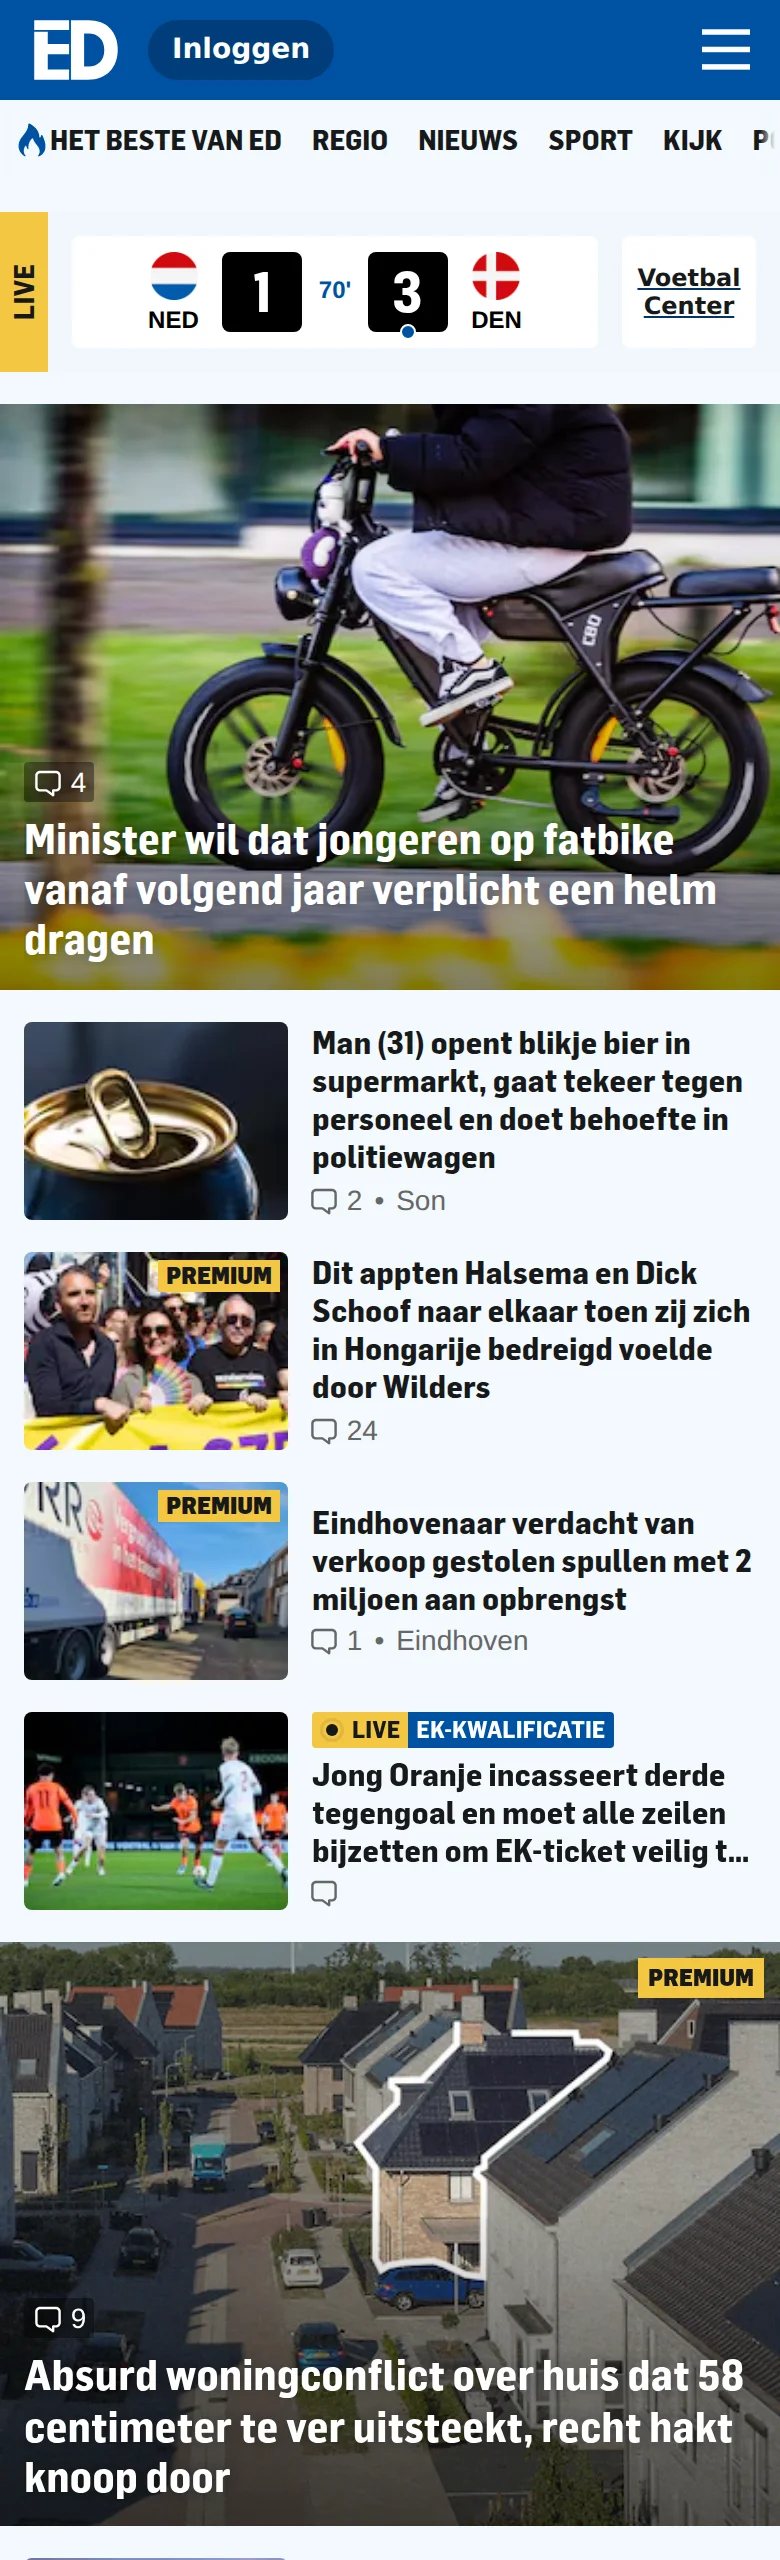 ED Inloggen
HET BESTE VAN ED REGIO NIEUWS SPORT KIJK
LIVE
NED 1 70' 3 DEN
Voetbal
Center
CBO
4
Minister wil dat jongeren op fatbike
vanaf volgend jaar verplicht een helm
dragen
Man (31) opent blikje bier in
supermarkt, gaat tekeer tegen
personeel en doet behoefte in
politiewagen
2 • Son
PREMIUM
Dit appten Halsema en Dick
Schoof naar elkaar toen zij zich
in Hongarije bedreigd voelde
door Wilders
24
PREMIUM
Eindhovenaar verdacht van
verkoop gestolen spullen met 2
miljoen aan opbrengst
1 • Eindhoven
LIVE EK-KWALIFICATIE
Jong Oranje incasseert derde
tegengoal en moet alle zeilen
bijzetten om EK-ticket veilig t...
PREMIUM
9
Absurd woningconflict over huis dat 58
centimeter te ver uitsteekt, recht hakt
knoop door